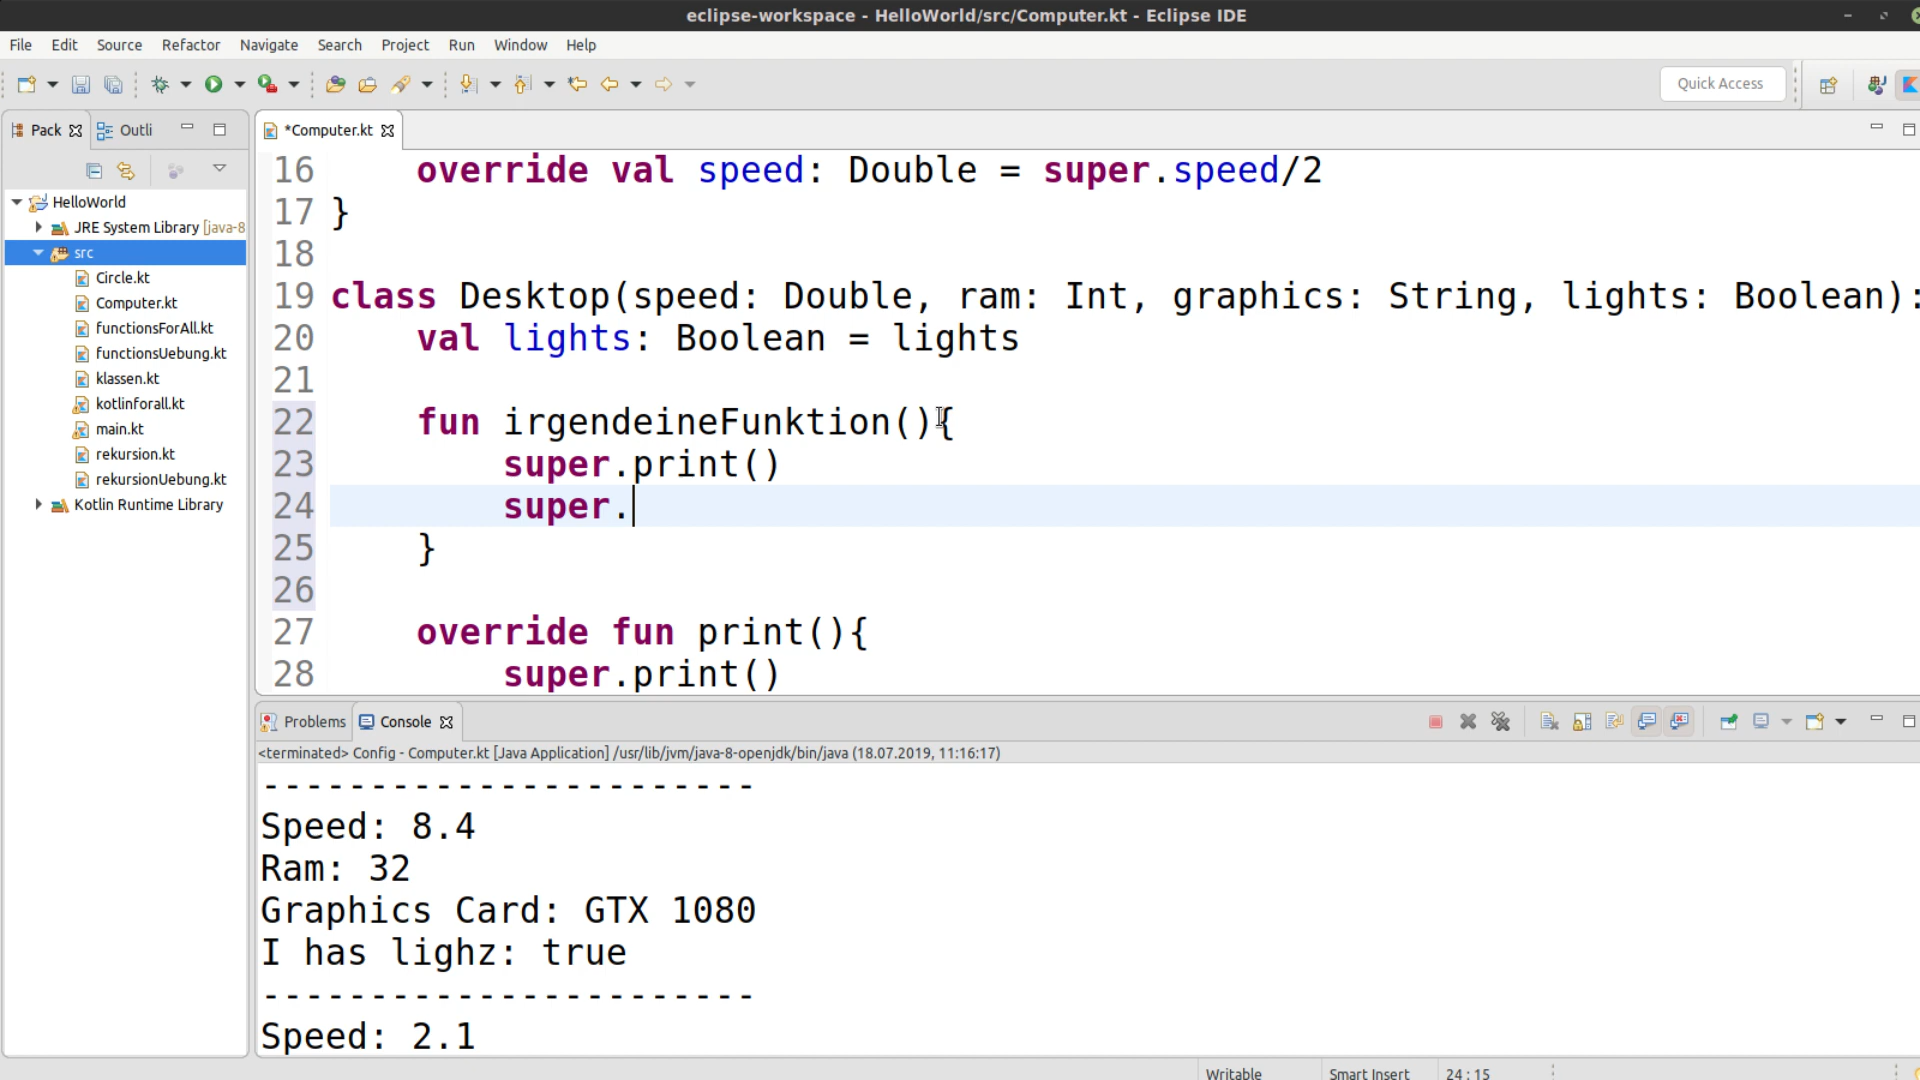 eclipse-workspace - HelloWorld/src/Computer.kt - Eclipse IDE
File Edit Source Refactor Navigate Search Project Run Window Help
Quick Access
Pack Outli
*Computer.kt
HelloWorld
JRE System Library [java-8
src
Circle.kt
Computer.kt
functionsForAll.kt
functionsUebung.kt
klassen.kt
kotlinforall.kt
main.kt
rekursion.kt
rekursionUebung.kt
Kotlin Runtime Library
16 override val speed: Double = super.speed/2
17 }
18
19 class Desktop(speed: Double, ram: Int, graphics: String, lights: Boolean):
20 val lights: Boolean = lights
21
22 fun irgendeineFunktion(){
23 super.print()
24 super.
25 }
26
27 override fun print(){
28 super.print()
Problems Console
<terminated> Config - Computer.kt [Java Application] /usr/lib/jvm/java-8-openjdk/bin/java (18.07.2019, 11:16:17)
-----------------------
Speed: 8.4
Ram: 32
Graphics Card: GTX 1080
I has lighz: true
-----------------------
Speed: 2.1
Writable Smart Insert 24 : 15